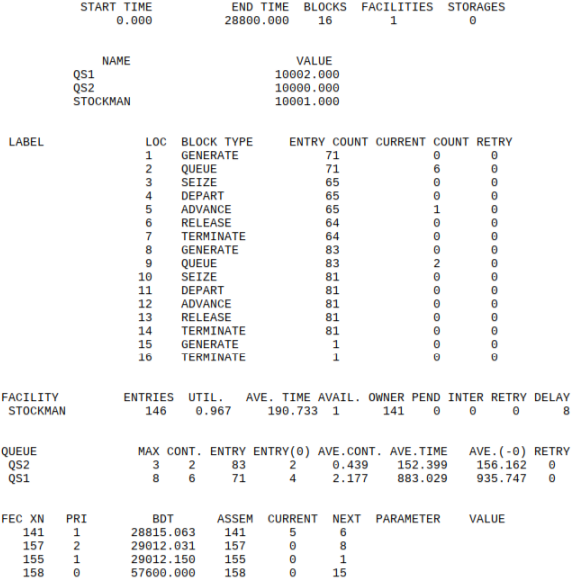 START TIME END TIME BLOCKS FACILITIES STORAGES
0.000 28800.000 16 1 0
NAME VALUE
QS1 10002.000
QS2 10000.000
STOCKMAN 10001.000
LABEL LOC BLOCK TYPE ENTRY COUNT CURRENT COUNT RETRY
1 GENERATE 71 0 0
2 QUEUE 71 6 0
3 SEIZE 65 0 0
4 DEPART 65 0 0
5 ADVANCE 65 1 0
6 RELEASE 64 0 0
7 TERMINATE 64 0 0
8 GENERATE 83 0 0
9 QUEUE 83 2 0
10 SEIZE 81 0 0
11 DEPART 81 0 0
12 ADVANCE 81 0 0
13 RELEASE 81 0 0
14 TERMINATE 81 0 0
15 GENERATE 1 0 0
16 TERMINATE 1 0 0
FACILITY ENTRIES UTIL. AVE. TIME AVAIL. OWNER PEND INTER RETRY DELAY
STOCKMAN 146 0.967 190.733 1 141 0 0 0 8
QUEUE MAX CONT. ENTRY ENTRY(0) AVE.CONT. AVE.TIME AVE.(-0) RETRY
QS2 3 2 83 2 0.439 152.399 156.162 0
QS1 8 6 71 4 2.177 883.029 935.747 0
FEC XN PRI BDT ASSEM CURRENT NEXT PARAMETER VALUE
141 1 28815.063 141 5 6
157 2 29012.031 157 0 8
155 1 29012.150 155 0 1
158 0 57600.000 158 0 15